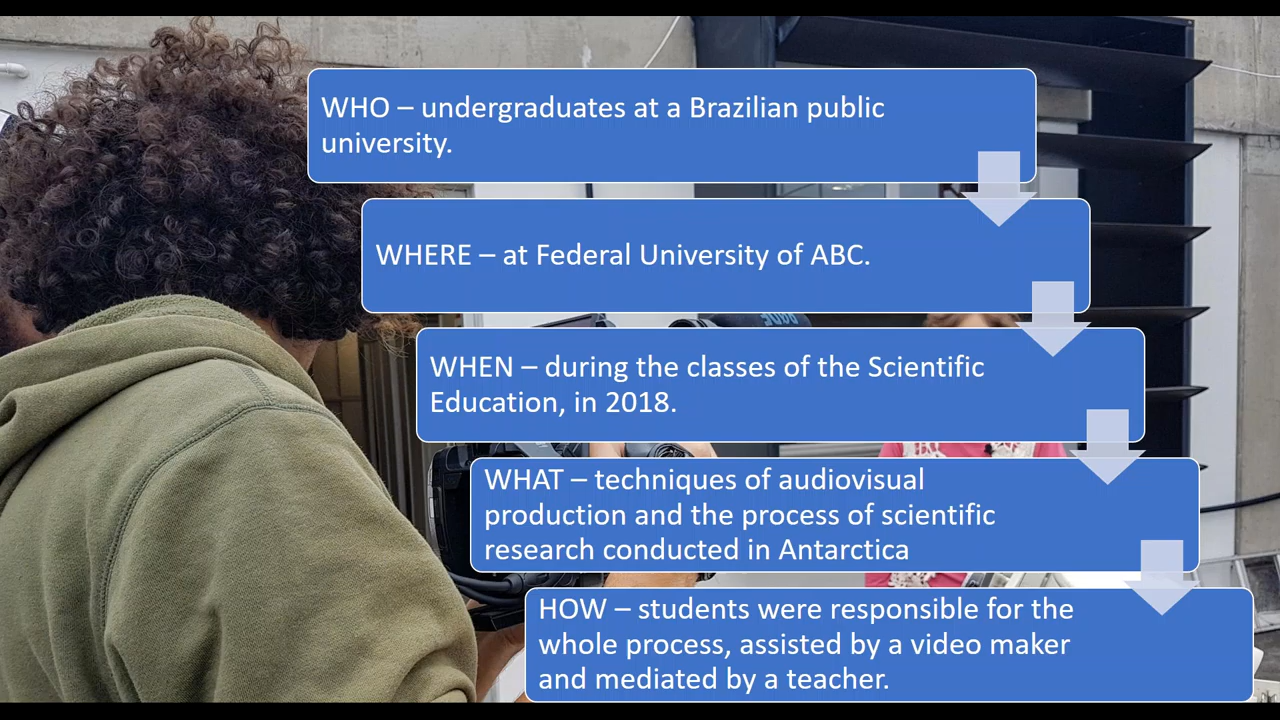 WHO – undergraduates at a Brazilian public
university.
WHERE – at Federal University of ABC.
WHEN – during the classes of the Scientific
Education, in 2018.
WHAT – techniques of audiovisual
production and the process of scientific
research conducted in Antarctica
HOW – students were responsible for the
whole process, assisted by a video maker
and mediated by a teacher.